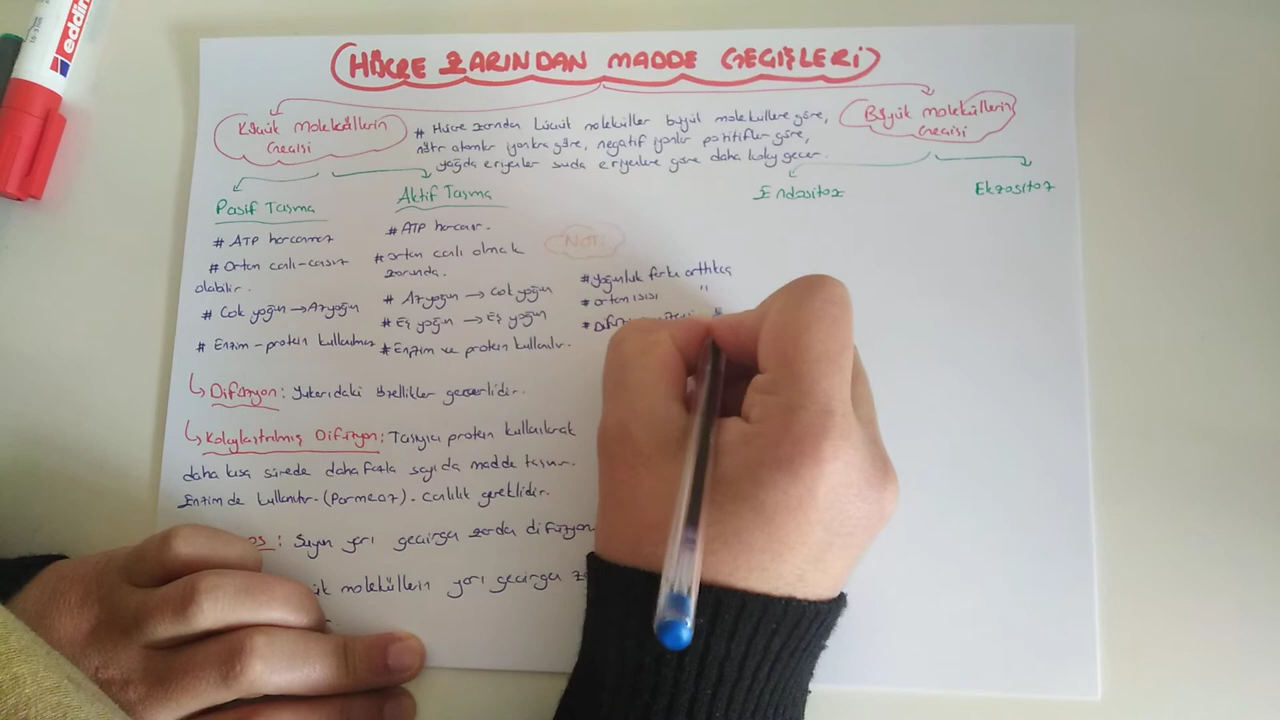 edding
HÜCRE ZARINDAN MADDE GEÇİŞLERİ
Küçük Moleküllerin
Geçişi
# Hücre zarında küçük moleküller büyük moleküllere göre,
nötr atomlar iyonlara göre, negatif iyonlar pozitifler göre,
yağda eriyenler suda eriyenlere göre daha kolay geçer.
Büyük Moleküllerin
Geçişi
Pasif Taşıma
# ATP harcanmaz
# Ortam canlı-cansız
olabilir.
# Çok yoğun → Az yoğun
# Enzim-protein kullanılmaz
Aktif Taşıma
# ATP harcanır.
# ortam canlı olmak
zorunda.
# Az yoğun → Çok yoğun
# Eş yoğun → Eş yoğun
# Enzim ve protein kullanılır.
NOT:
# Yoğunluk farkı arttıkça
# ortam ısısı "
Endositoz
Ekzositoz
↳ Difüzyon: Yukarıdaki özellikler geçerlidir.
↳ Kolaylaştırılmış Difüzyon: Taşıyıcı protein kullanılarak
daha kısa sürede daha fazla sayıda madde taşınır.
Enzim de kullanılır. (Permeaz). Canlılık gereklidir.
: Suyun yarı geçirgen zarda difüzyon
moleküllerin yarı geçirgen